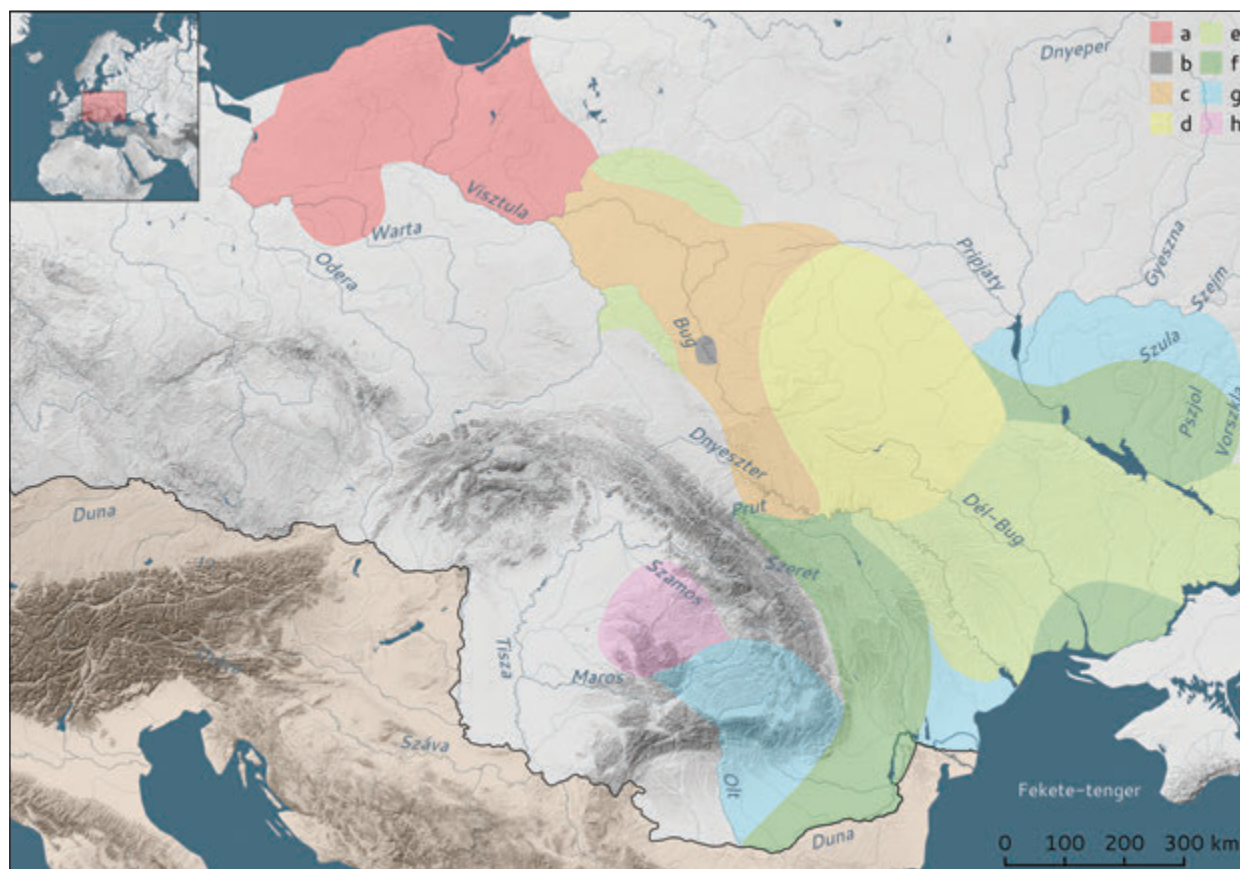 a
e
b
f
c
g
d
h
Dnyeper
Visztula
Warta
Odera
Pripjaty
Gyeszna
Szejm
Bug
Szula
Pszjol
Vorszkla
Dnyeszter
Prut
Duna
Dél-Bug
Szeret
Szamos
Tisza
Maros
Száva
Olt
Fekete-tenger
Duna
0 100 200 300 km